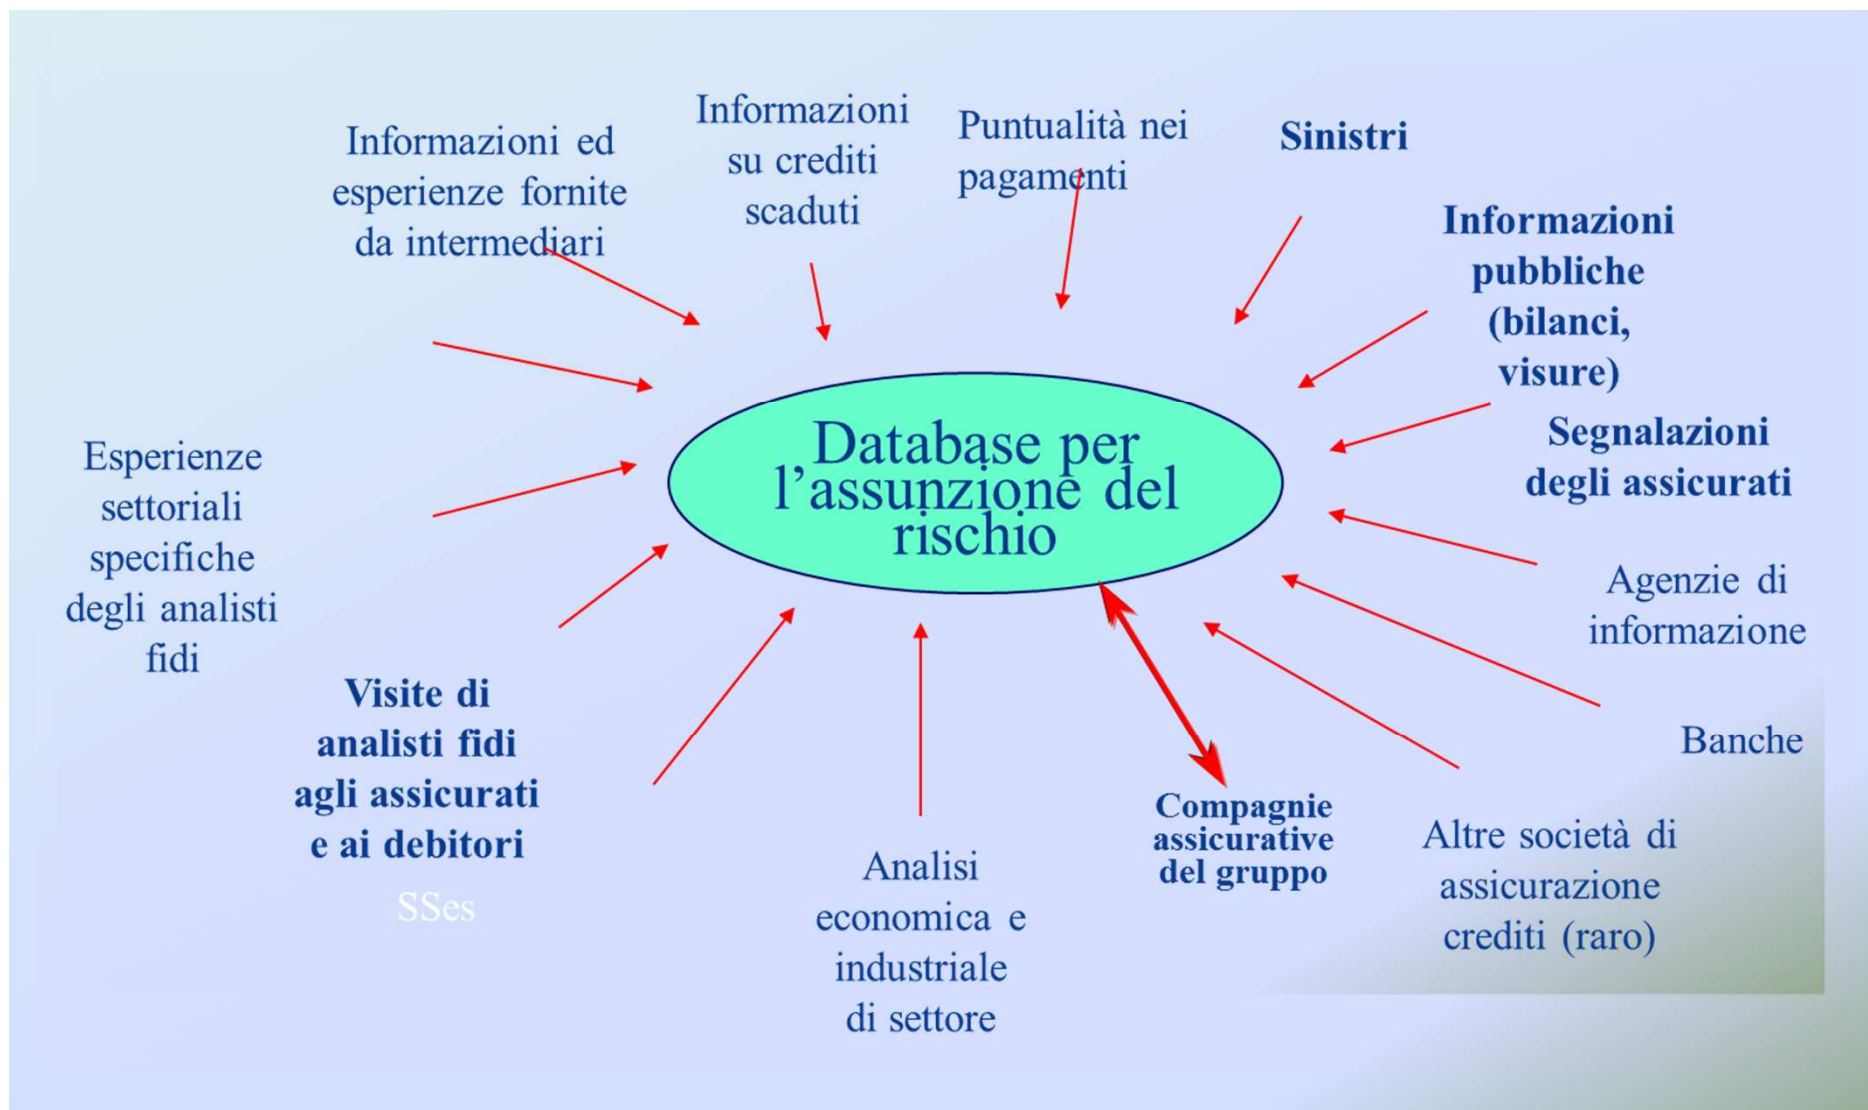 Informazioni ed
esperienze fornite
da intermediari
Informazioni
su crediti
scaduti
Puntualità nei
pagamenti
Sinistri
Informazioni
pubbliche
(bilanci,
visure)
Segnalazioni
degli assicurati
Agenzie di
informazione
Banche
Altre società di
assicurazione
crediti (raro)
Compagnie
assicurative
del gruppo
Analisi
economica e
industriale
di settore
Visite di
analisti fidi
agli assicurati
e ai debitori
SSes
Esperienze
settoriali
specifiche
degli analisti
fidi
Database per
l’assunzione del
rischio